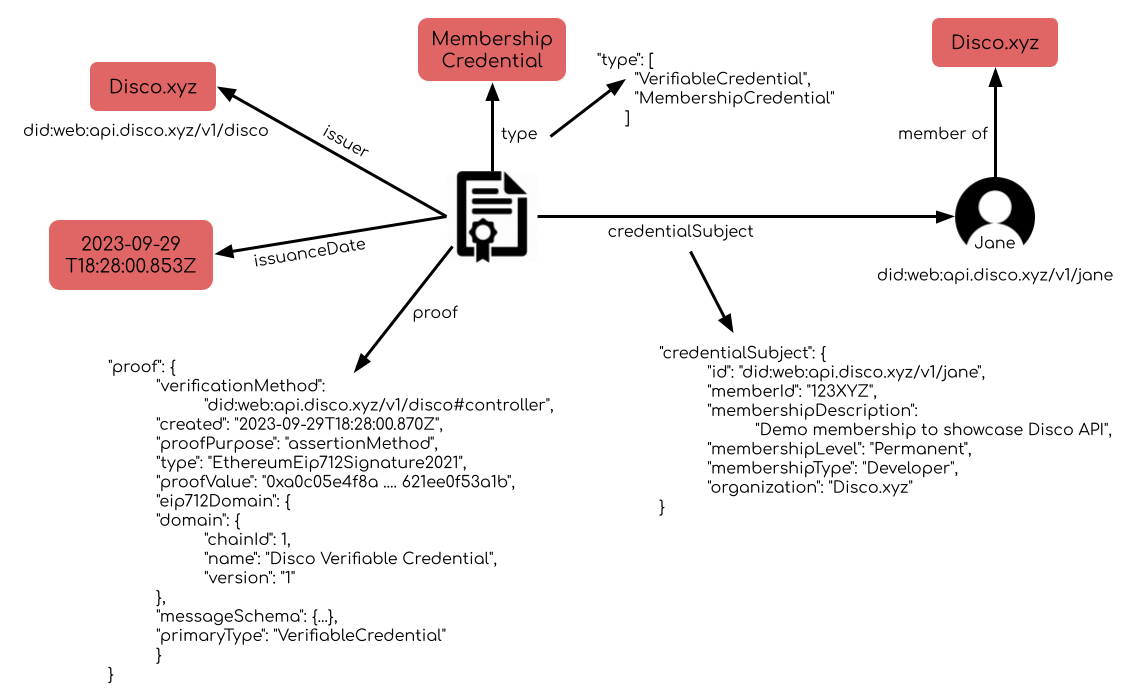 Membership
Credential
Disco.xyz
Disco.xyz
did:web:api.disco.xyz/v1/disco
issuer
type
"type": [
"VerifiableCredential",
"MembershipCredential"
]
member of
2023-09-29
T18:28:00.853Z
issuanceDate
credentialSubject
Jane
did:web:api.disco.xyz/v1/jane
proof
"proof": {
"verificationMethod":
"did:web:api.disco.xyz/v1/disco#controller",
"created": "2023-09-29T18:28:00.870Z",
"proofPurpose": "assertionMethod",
"type": "EthereumEip712Signature2021",
"proofValue": "0xa0c05e4f8a .... 621ee0f53a1b",
"eip712Domain": {
"domain": {
"chainId": 1,
"name": "Disco Verifiable Credential",
"version": "1"
},
"messageSchema": {...},
"primaryType": "VerifiableCredential"
}
}
"credentialSubject": {
"id": "did:web:api.disco.xyz/v1/jane",
"memberId": "123XYZ",
"membershipDescription":
"Demo membership to showcase Disco API",
"membershipLevel": "Permanent",
"membershipType": "Developer",
"organization": "Disco.xyz"
}